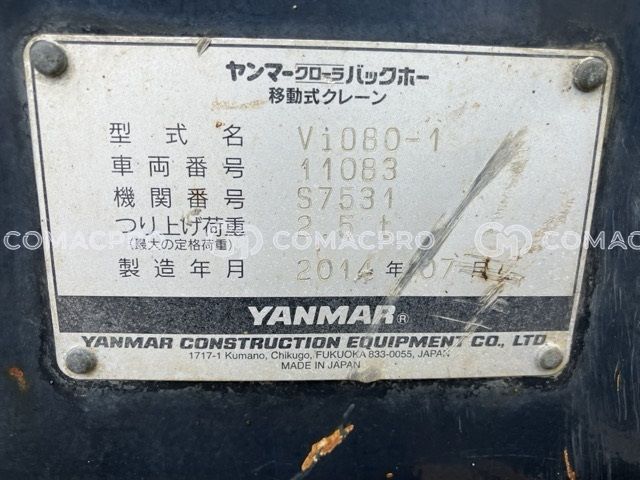 ヤンマークローラバックホー
移動式クレーン
型式名 Vi080-1
車両番号 11083
機関番号 S7531
つり上げ荷重 2.5t
(最大の定格荷重)
COMACPRO COMACPRO COMACPRO
製造年月 2014年07月
YANMAR®
YANMAR CONSTRUCTION EQUIPMENT CO., LTD.
1717-1 Kumano, Chikugo, FUKUOKA 833-0055, JAPAN
MADE IN JAPAN